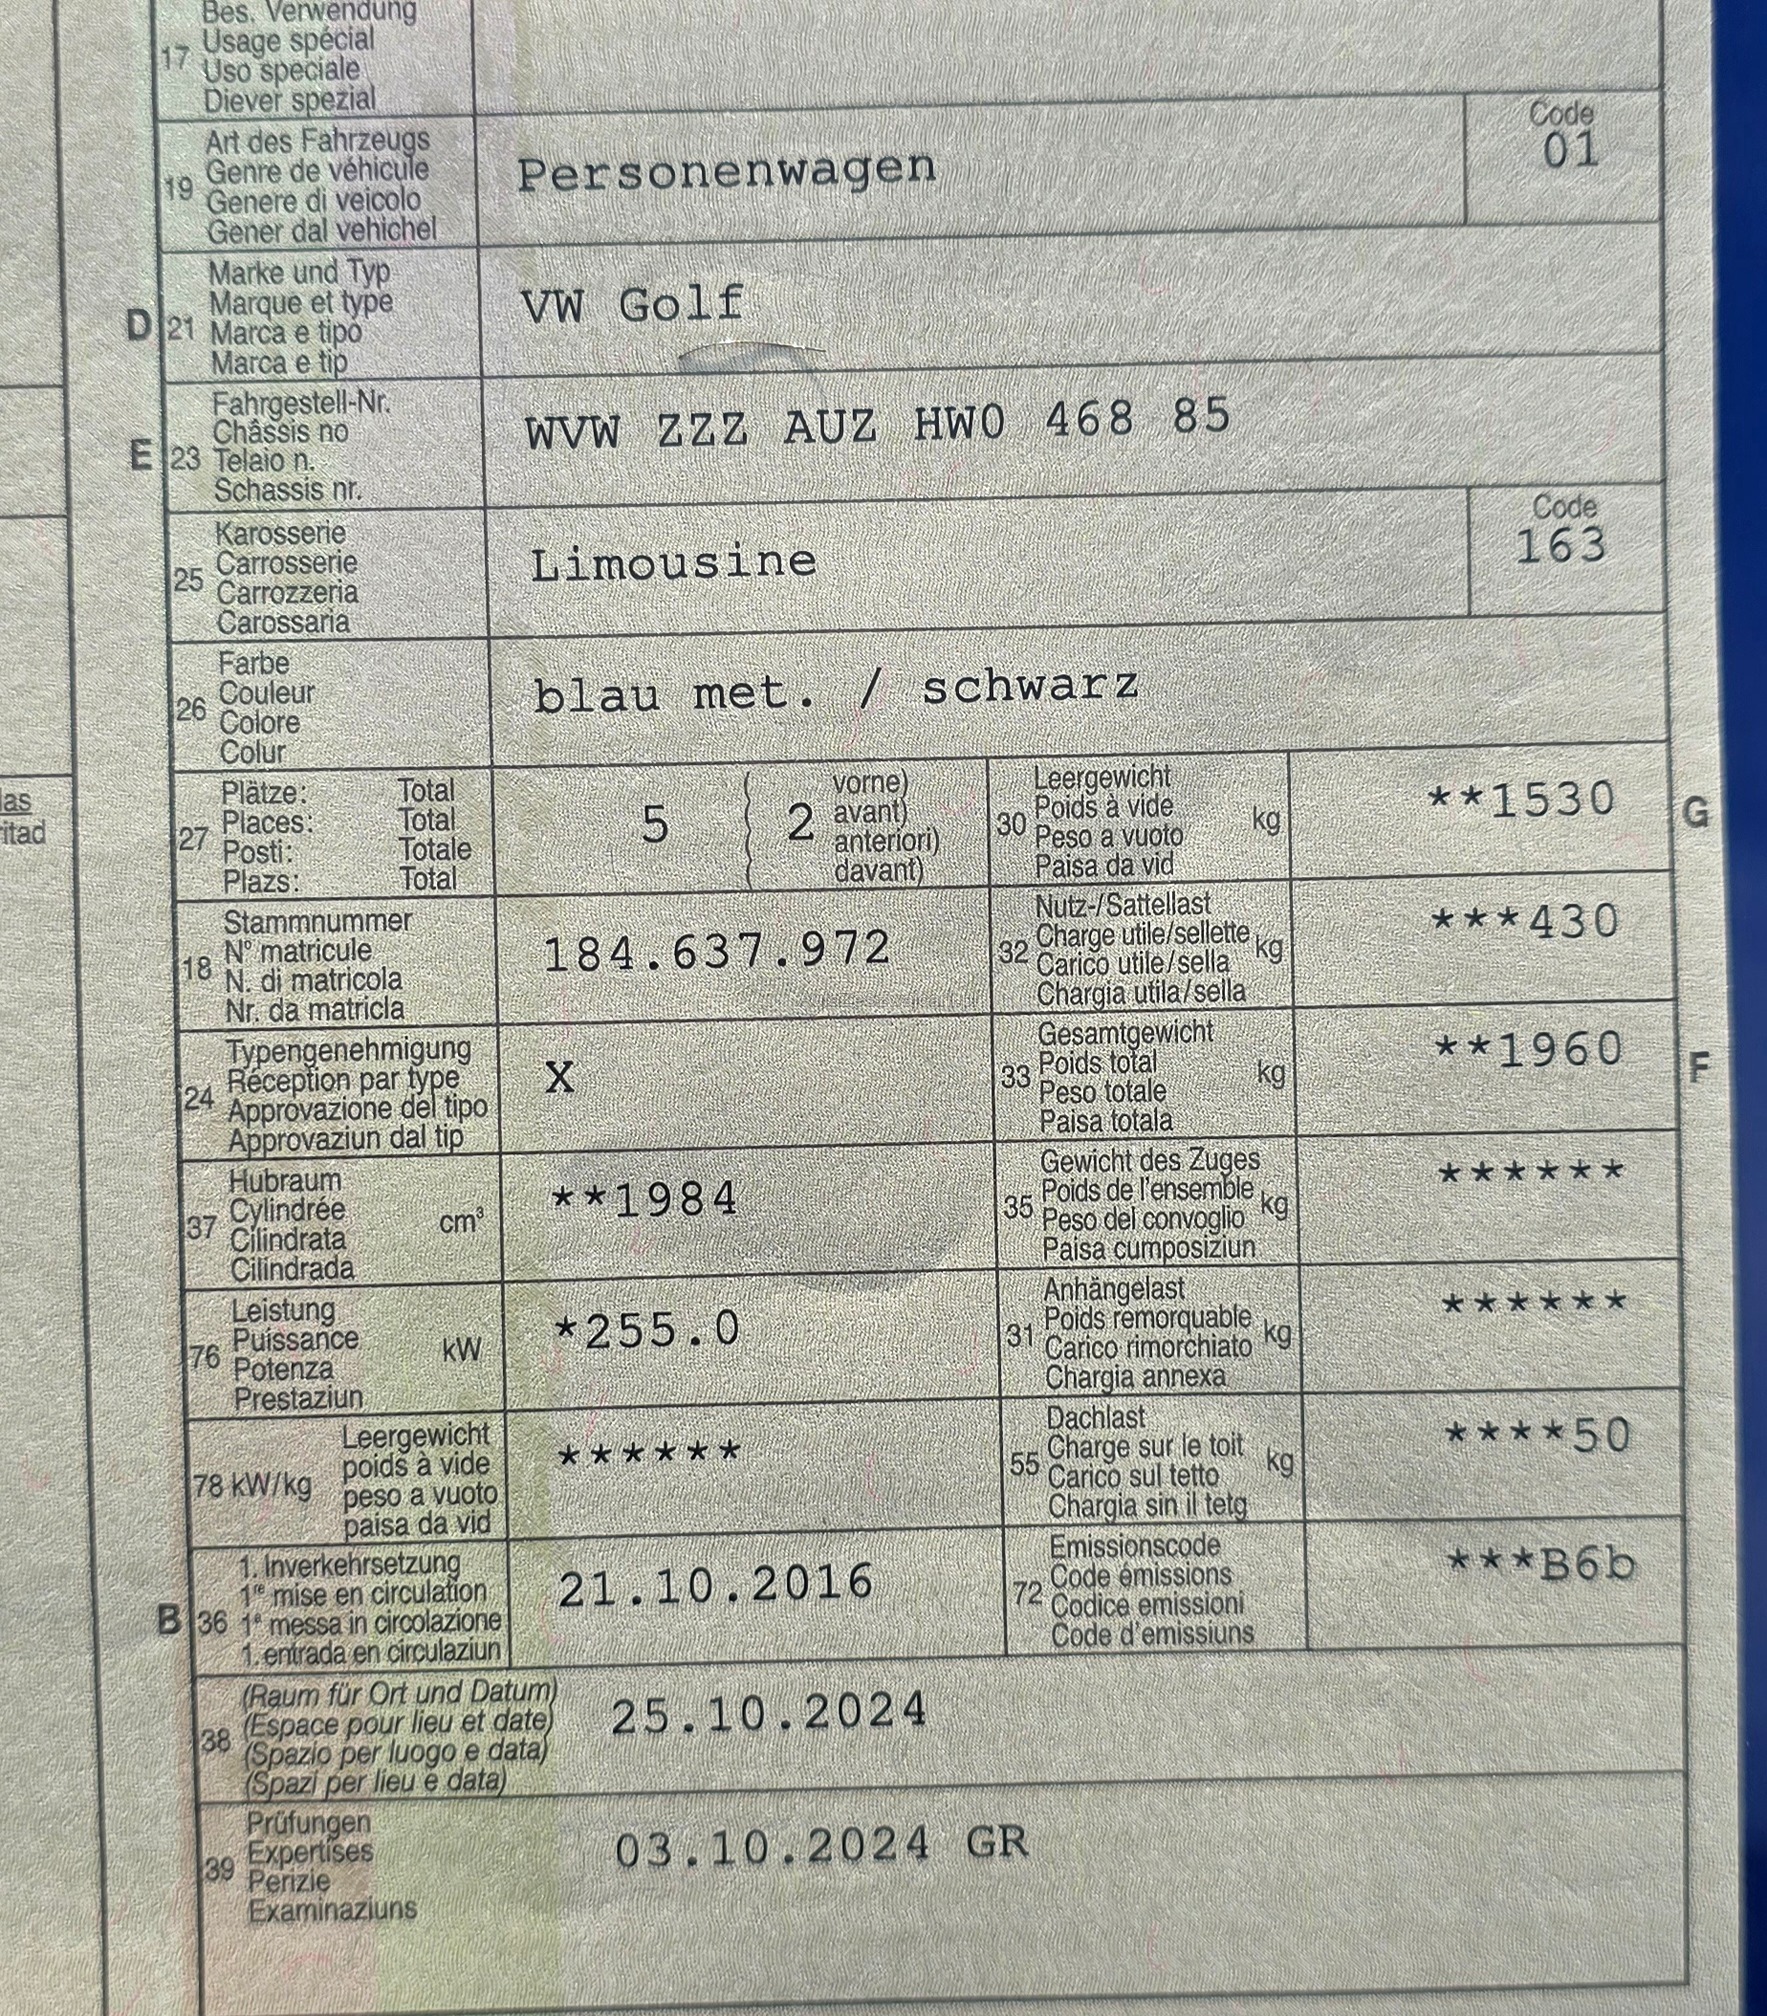 Bes. Verwendung
17 Usage spécial
Uso speciale
Diever spezial
Art des Fahrzeugs
19 Genre de véhicule
Genere di veicolo
Gener dal vehichel
Personenwagen
Code
01
Marke und Typ
Marque et type
D 21 Marca e tipo
Marca e tip
VW Golf
Fahrgestell-Nr.
Châssis no
E 23 Telaio n.
Schassis nr.
WVW ZZZ AUZ HW0 468 85
Karosserie
25 Carrosserie
Carrozzeria
Carossaria
Limousine
Code
163
Farbe
26 Couleur
Colore
Colur
blau met. / schwarz
Plätze: Total
27 Places: Total
Posti: Totale
Plazs: Total
5 ( 2
vorne)
avant)
anteriori)
davant)
Leergewicht
30 Poids à vide kg
Peso a vuoto
Paisa da vid
**1530
G
las
ritad
Stammnummer
18 N° matricule
N. di matricola
Nr. da matricla
184.637.972
Nutz-/Sattellast
32 Charge utile/sellette kg
Carico utile/sella
Chargia utila/sella
***430
Typengenehmigung
24 Réception par type
Approvazione del tipo
Approvaziun dal tip
X
Gesamtgewicht
33 Poids total kg
Peso totale
Paisa totala
**1960
F
Hubraum
37 Cylindrée cm³
Cilindrata
Cilindrada
**1984
Gewicht des Zuges
35 Poids de l'ensemble kg
Peso del convoglio
Paisa cumposiziun
******
Leistung
76 Puissance kW
Potenza
Prestaziun
*255.0
Anhängelast
31 Poids remorquable kg
Carico rimorchiato
Chargia annexa
******
78 kW/kg
Leergewicht
poids à vide
peso a vuoto
paisa da vid
******
Dachlast
55 Charge sur le toit kg
Carico sul tetto
Chargia sin il tetg
****50
1. Inverkehrsetzung
1re mise en circulation
B 36 1a messa in circolazione
1. entrada en circulaziun
21.10.2016
Emissionscode
72 Code émissions
Codice emissioni
Code d'emissiuns
***B6b
(Raum für Ort und Datum)
38 (Espace pour lieu et date)
(Spazio per luogo e data)
(Spazi per lieu e data)
25.10.2024
Prüfungen
39 Expertises
Perizie
Examinaziuns
03.10.2024 GR